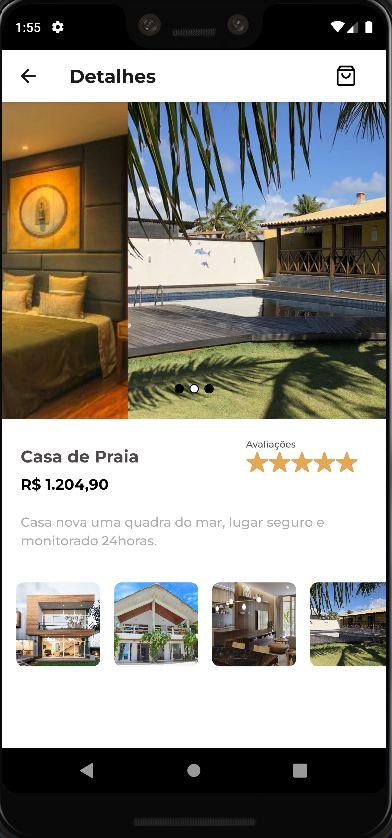 1:55
Detalhes
Avaliações
Casa de Praia
R$ 1.204,90
Casa nova uma quadra do mar, lugar seguro e
monitorado 24horas.